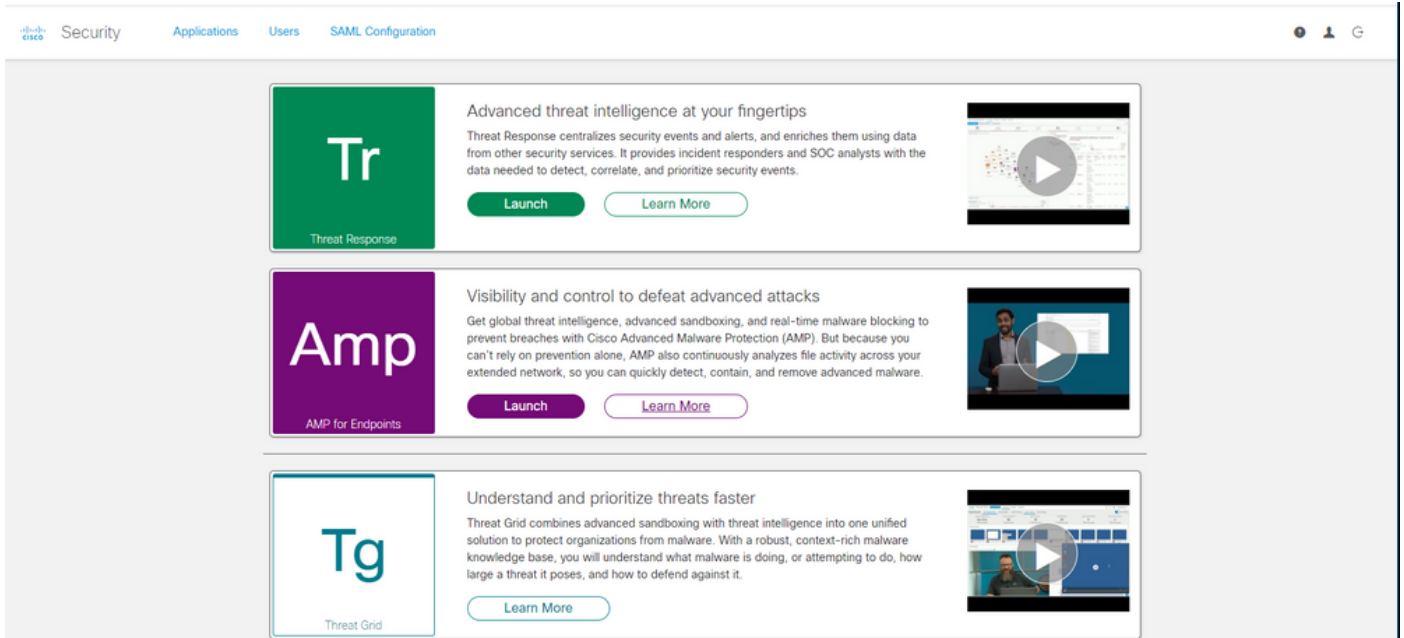 cisco Security Applications Users SAML Configuration
Tr
Threat Response
Advanced threat intelligence at your fingertips
Threat Response centralizes security events and alerts, and enriches them using data
from other security services. It provides incident responders and SOC analysts with the
data needed to detect, correlate, and prioritize security events.
Launch Learn More
Amp
AMP for Endpoints
Visibility and control to defeat advanced attacks
Get global threat intelligence, advanced sandboxing, and real-time malware blocking to
prevent breaches with Cisco Advanced Malware Protection (AMP). But because you
can't rely on prevention alone, AMP also continuously analyzes file activity across your
extended network, so you can quickly detect, contain, and remove advanced malware.
Launch Learn More
Tg
Threat Grid
Understand and prioritize threats faster
Threat Grid combines advanced sandboxing with threat intelligence into one unified
solution to protect organizations from malware. With a robust, context-rich malware
knowledge base, you will understand what malware is doing, or attempting to do, how
large a threat it poses, and how to defend against it.
Learn More